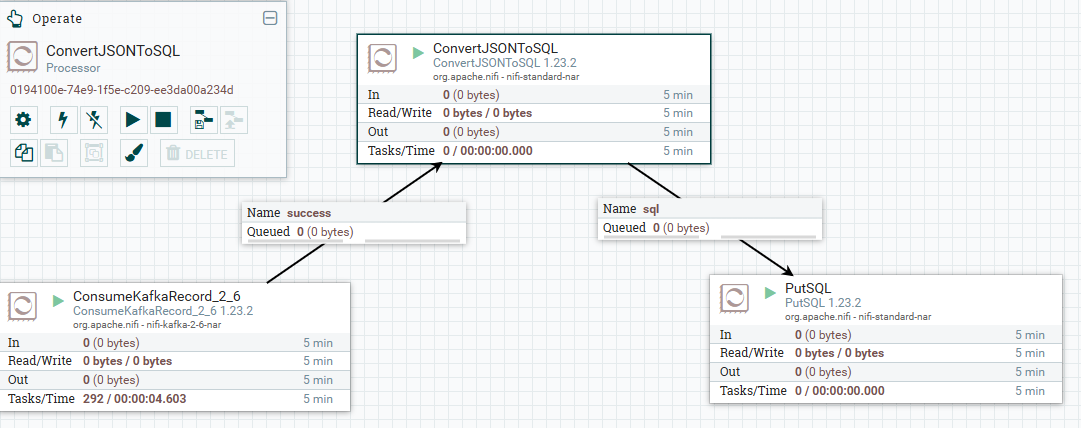 Operate
ConvertJSONToSQL
Processor
0194100e-74e9-1f5e-c209-ee3da00a234d
DELETE
ConvertJSONToSQL
ConvertJSONToSQL 1.23.2
org.apache.nifi - nifi-standard-nar
In 0 (0 bytes) 5 min
Read/Write 0 bytes / 0 bytes 5 min
Out 0 (0 bytes) 5 min
Tasks/Time 0 / 00:00:00.000 5 min
Name success
Queued 0 (0 bytes)
Name sql
Queued 0 (0 bytes)
ConsumeKafkaRecord_2_6
ConsumeKafkaRecord_2_6 1.23.2
org.apache.nifi - nifi-kafka-2-6-nar
In 0 (0 bytes) 5 min
Read/Write 0 bytes / 0 bytes 5 min
Out 0 (0 bytes) 5 min
Tasks/Time 292 / 00:00:04.603 5 min
PutSQL
PutSQL 1.23.2
org.apache.nifi - nifi-standard-nar
In 0 (0 bytes) 5 min
Read/Write 0 bytes / 0 bytes 5 min
Out 0 (0 bytes) 5 min
Tasks/Time 0 / 00:00:00.000 5 min